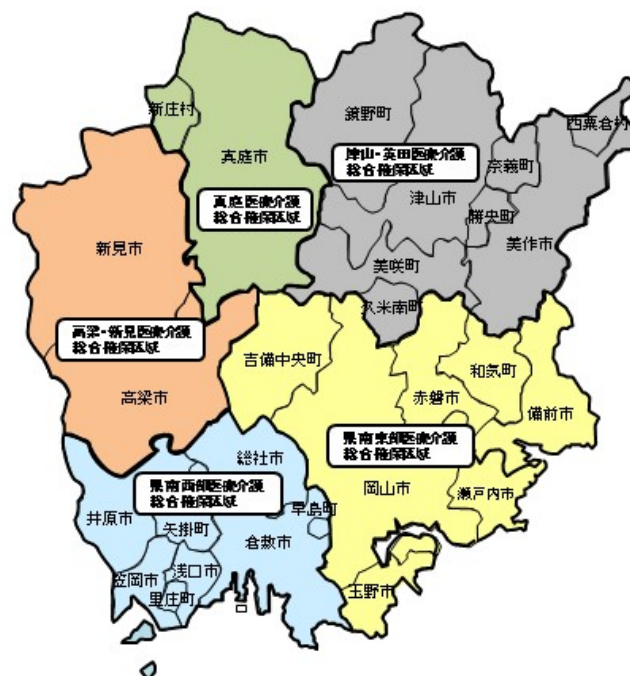 鏡野町
西粟倉村
新庄村
真庭市
津山・英田医療介護
総合確保区域
奈義町
津山市
真庭医療介護
総合確保区域
勝央町
新見市
美作市
美咲町
久米南町
高梁・新見医療介護
総合確保区域
吉備中央町
和気町
高梁市
赤磐市
備前市
県南東部医療介護
総合確保区域
総社市
県南西部医療介護
総合確保区域
岡山市
瀬戸内市
早島町
井原市
矢掛町
倉敷市
浅口市
笠岡市
玉野市
里庄町